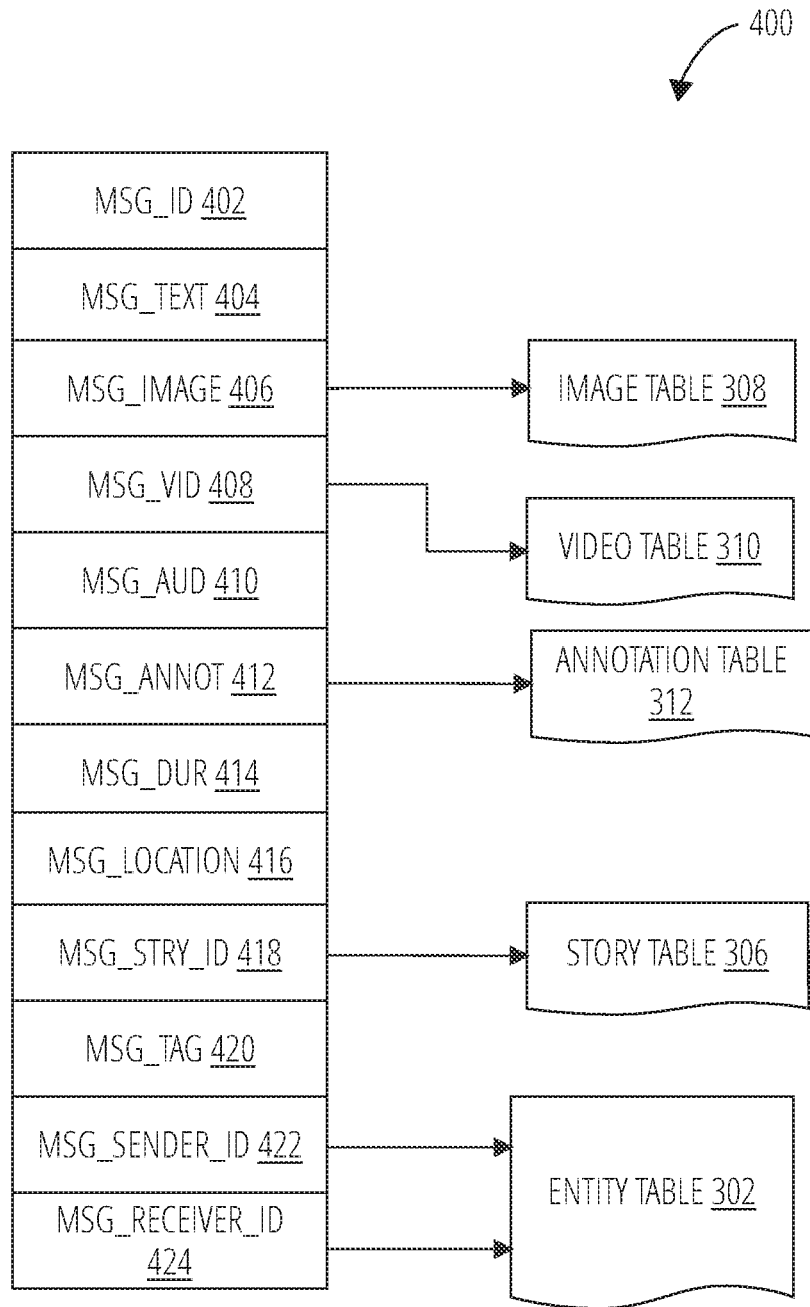 400
MSG_ID 402
MSG_TEXT 404
MSG_IMAGE 406
IMAGE TABLE 308
MSG_VID 408
VIDEO TABLE 310
MSG_AUD 410
MSG_ANNOT 412
ANNOTATION TABLE
312
MSG_DUR 414
MSG_LOCATION 416
MSG_STRY_ID 418
STORY TABLE 306
MSG_TAG 420
MSG_SENDER_ID 422
ENTITY TABLE 302
MSG_RECEIVER_ID
424